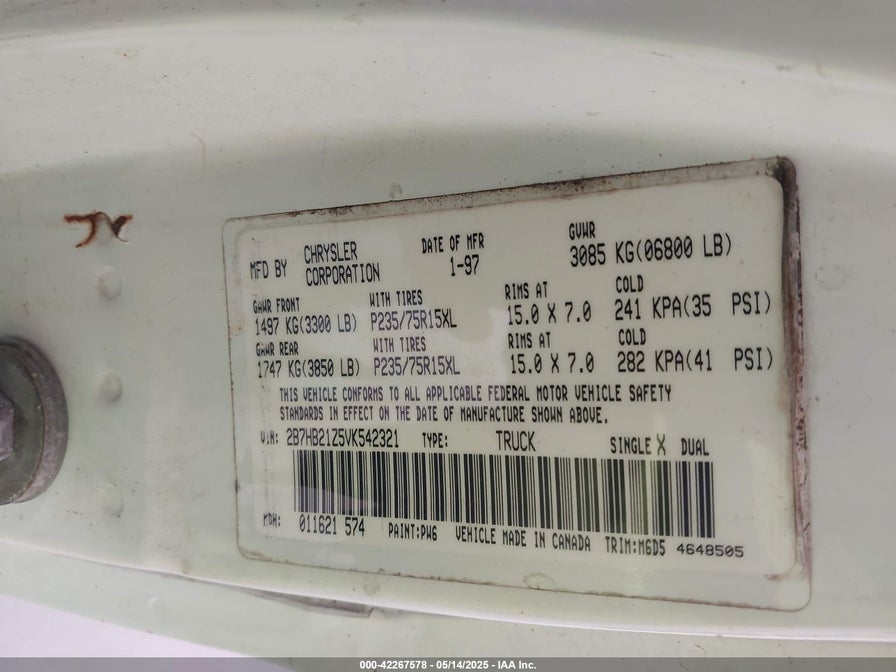 MFD BY CHRYSLER CORPORATION DATE OF MFR 1-97 GVWR 3085 KG(06800 LB)
GAWR FRONT WITH TIRES RIMS AT COLD
1497 KG(3300 LB) P235/75R15XL 15.0 X 7.0 241 KPA(35 PSI)
GAWR REAR WITH TIRES RIMS AT COLD
1747 KG(3850 LB) P235/75R15XL 15.0 X 7.0 282 KPA(41 PSI)
THIS VEHICLE CONFORMS TO ALL APPLICABLE FEDERAL MOTOR VEHICLE SAFETY
STANDARDS IN EFFECT ON THE DATE OF MANUFACTURE SHOWN ABOVE.
VIN: 2B7HB21Z5VK542321 TYPE: TRUCK SINGLE X DUAL
MDH: 011621 574 PAINT:PW6 VEHICLE MADE IN CANADA TRIM:MGD5 4648505
000-42267578 - 05/14/2025 - IAA Inc.